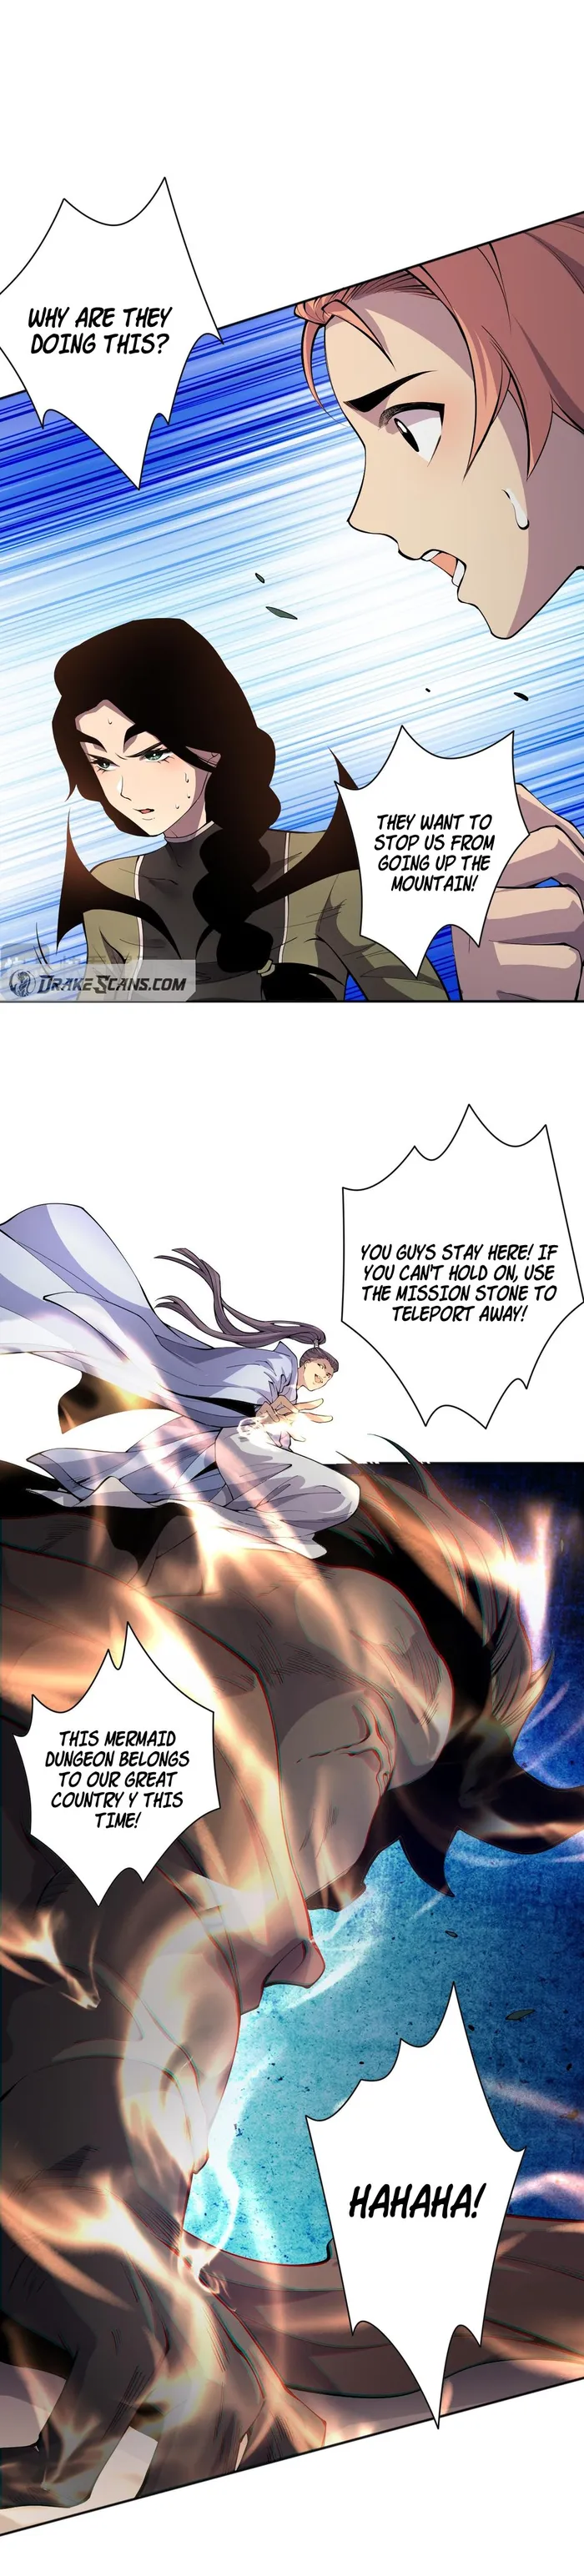 WHY ARE THEY
DOING THIS?
THEY WANT TO
STOP US FROM
GOING UP THE
MOUNTAIN!
DRAKESCANS.COM
YOU GUYS STAY HERE! IF
YOU CAN'T HOLD ON, USE
THE MISSION STONE TO
TELEPORT AWAY!
THIS MERMAID
DUNGEON BELONGS
TO OUR GREAT
COUNTRY Y THIS
TIME!
HAHAHA!